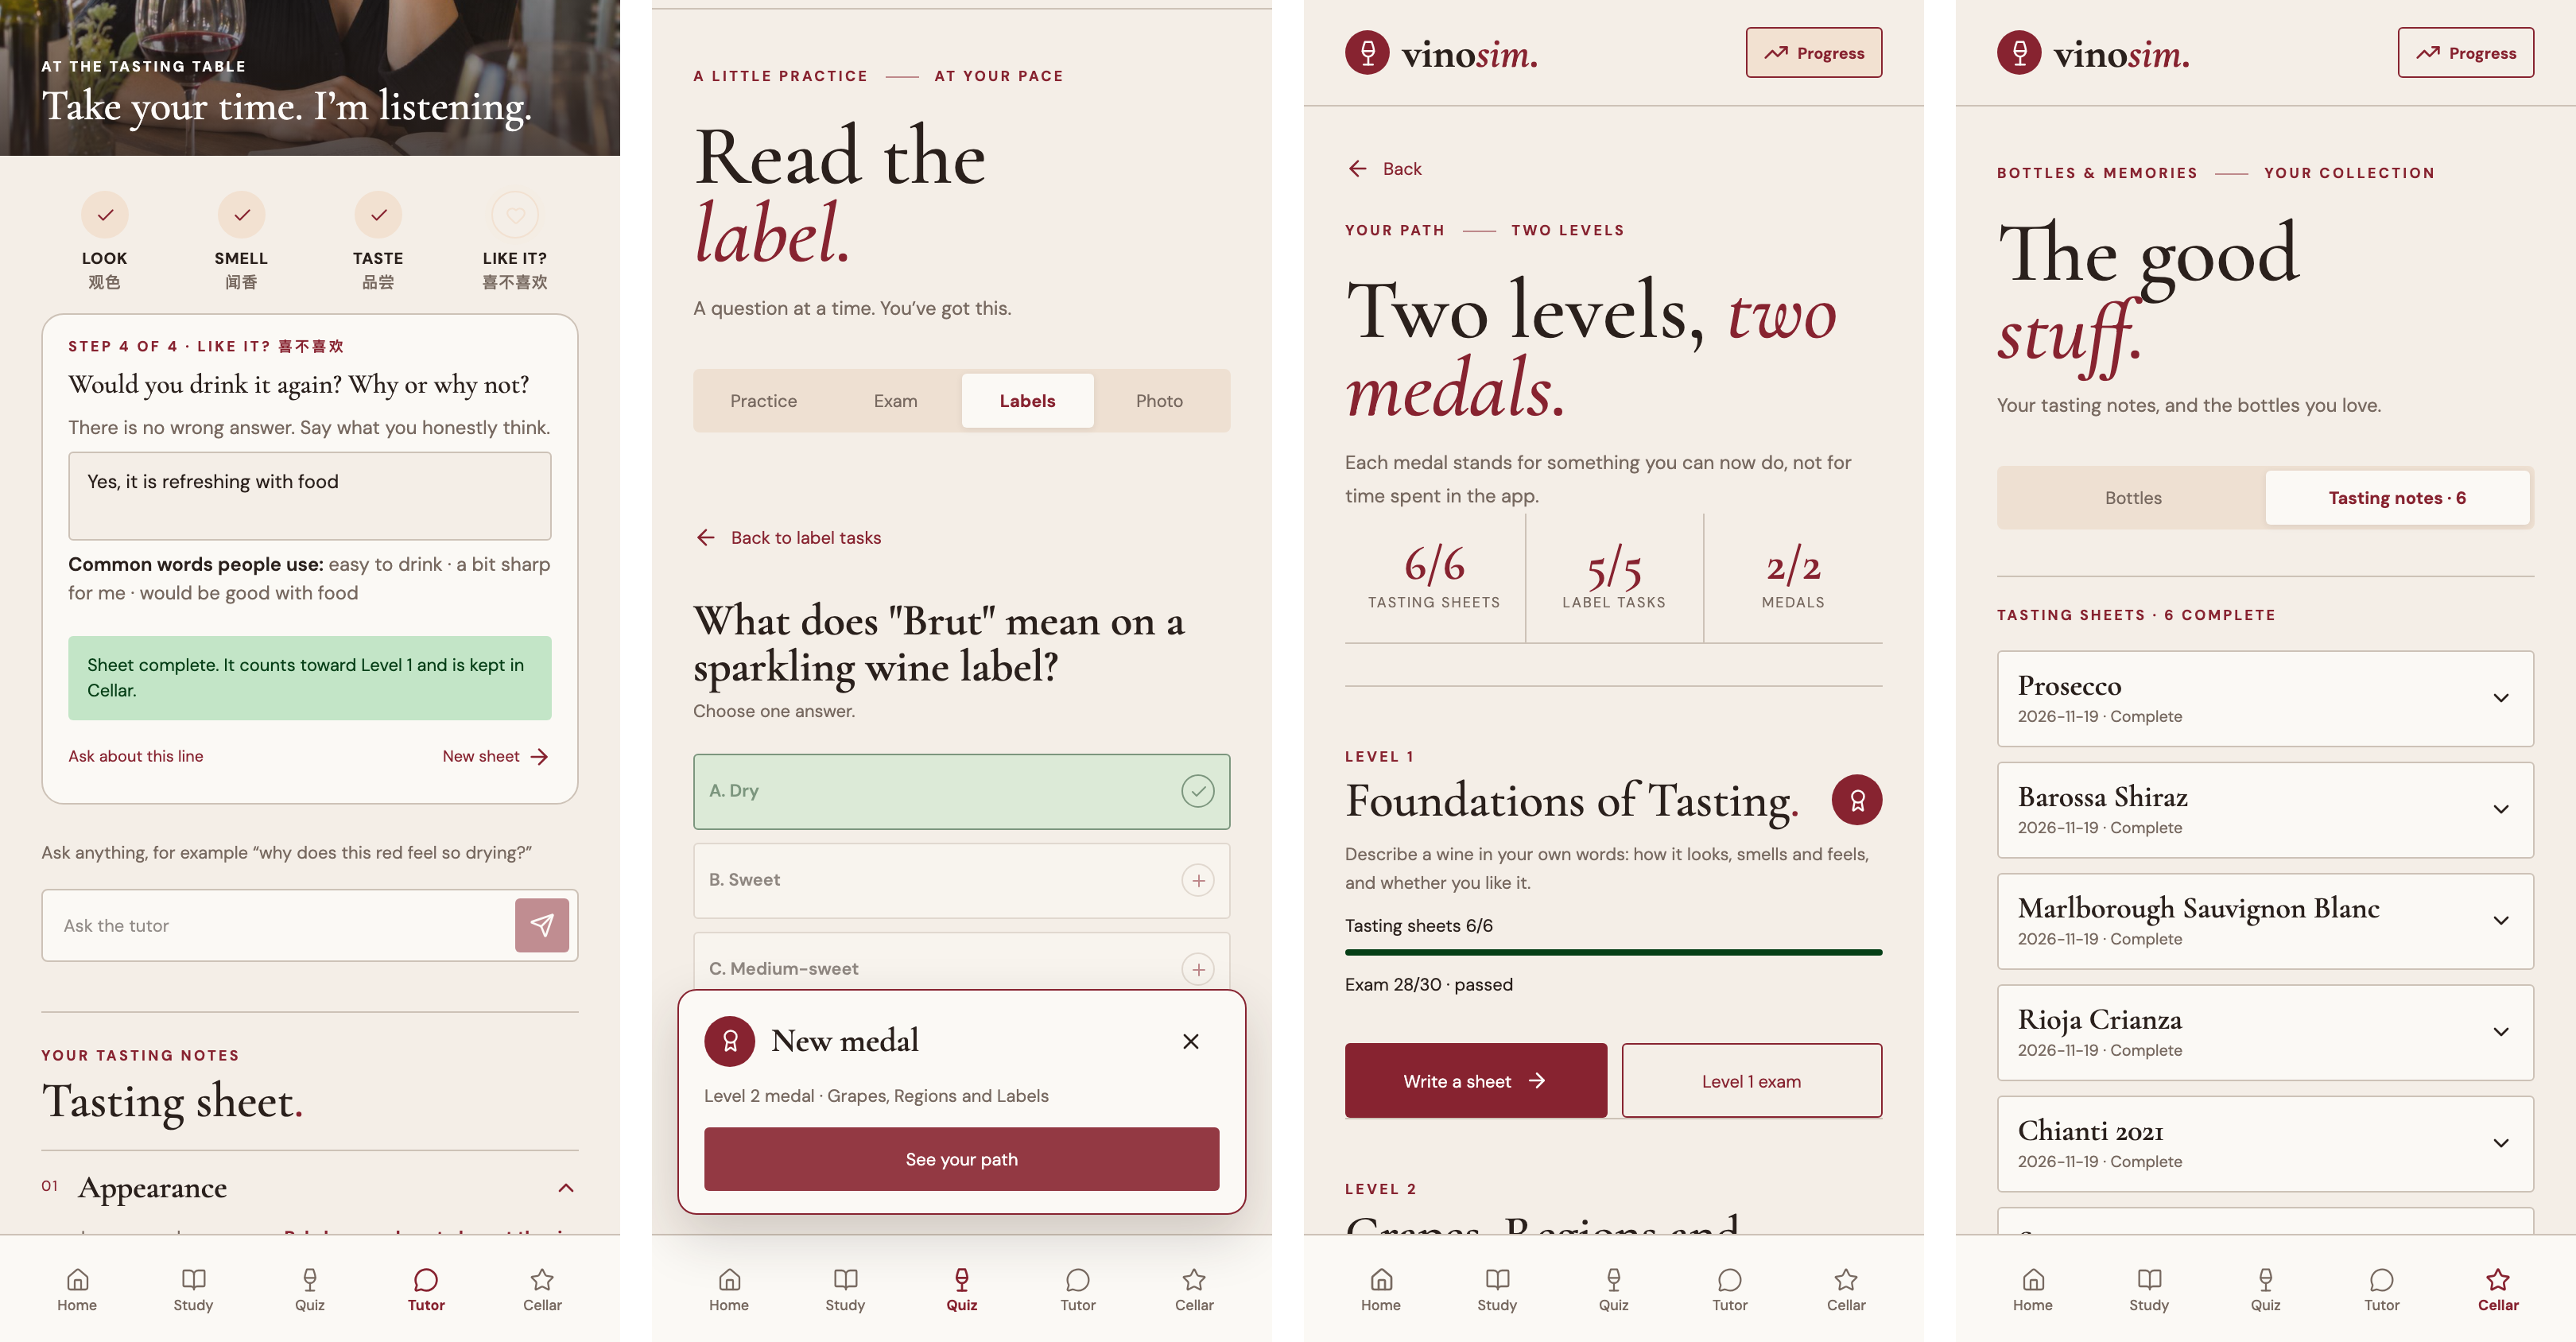 AT THE TASTING TABLE
Take your time. I’m listening.
LOOK
观色
SMELL
闻香
TASTE
品尝
LIKE IT?
喜不喜欢
STEP 4 OF 4 · LIKE IT? 喜不喜欢
Would you drink it again? Why or why not?
There is no wrong answer. Say what you honestly think.
Yes, it is refreshing with food
Common words people use: easy to drink · a bit sharp
for me · would be good with food
Sheet complete. It counts toward Level 1 and is kept in
Cellar.
Ask about this line
New sheet
Ask anything, for example “why does this red feel so drying?”
Ask the tutor
YOUR TASTING NOTES
Tasting sheet.
01 Appearance
Home
Study
Quiz
Tutor
Cellar
A LITTLE PRACTICE — AT YOUR PACE
Read the
label.
A question at a time. You’ve got this.
Practice
Exam
Labels
Photo
Back to label tasks
What does "Brut" mean on a
sparkling wine label?
Choose one answer.
A. Dry
B. Sweet
C. Medium-sweet
New medal
Level 2 medal · Grapes, Regions and Labels
See your path
Home
Study
Quiz
Tutor
Cellar
vinosim.
Progress
Back
YOUR PATH — TWO LEVELS
Two levels, two
medals.
Each medal stands for something you can now do, not for
time spent in the app.
6/6
TASTING SHEETS
5/5
LABEL TASKS
2/2
MEDALS
LEVEL 1
Foundations of Tasting.
Describe a wine in your own words: how it looks, smells and feels,
and whether you like it.
Tasting sheets 6/6
Exam 28/30 · passed
Write a sheet
Level 1 exam
LEVEL 2
Grapes, Regions and
Home
Study
Quiz
Tutor
Cellar
vinosim.
Progress
BOTTLES & MEMORIES — YOUR COLLECTION
The good
stuff.
Your tasting notes, and the bottles you love.
Bottles
Tasting notes · 6
TASTING SHEETS · 6 COMPLETE
Prosecco
2026-11-19 · Complete
Barossa Shiraz
2026-11-19 · Complete
Marlborough Sauvignon Blanc
2026-11-19 · Complete
Rioja Crianza
2026-11-19 · Complete
Chianti 2021
2026-11-19 · Complete
Home
Study
Quiz
Tutor
Cellar